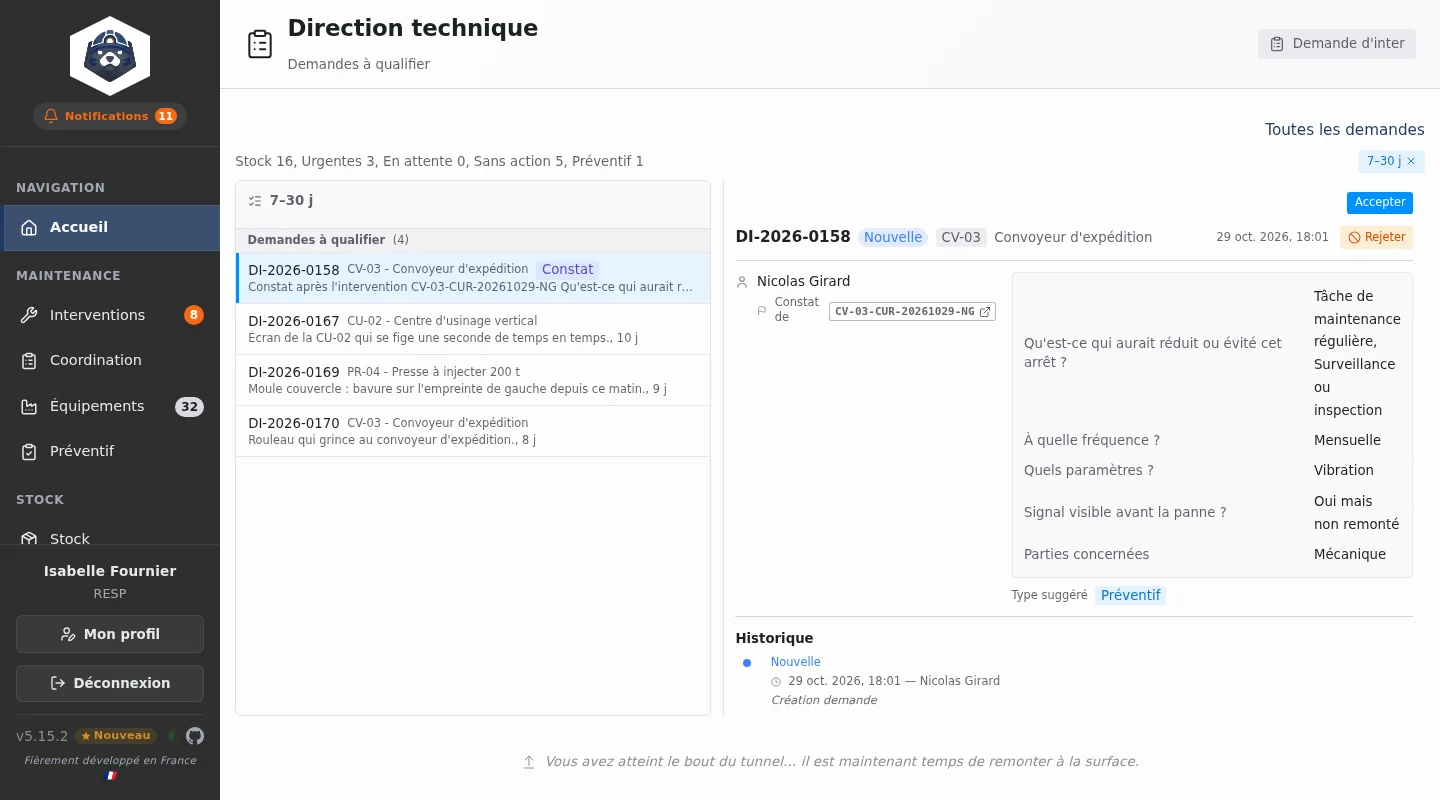 Notifications 11
NAVIGATION
Accueil
MAINTENANCE
Interventions 8
Coordination
Équipements 32
Préventif
STOCK
Stock
Isabelle Fournier
RESP
Mon profil
Déconnexion
v5.15.2 Nouveau
Fièrement développé en France
Direction technique
Demandes à qualifier
Demande d'inter
Toutes les demandes
Stock 16, Urgentes 3, En attente 0, Sans action 5, Préventif 1
7–30 j ×
7–30 j
Demandes à qualifier (4)
DI-2026-0158 CV-03 - Convoyeur d'expédition Constat
Constat après l'intervention CV-03-CUR-20261029-NG Qu'est-ce qui aurait r…
DI-2026-0167 CU-02 - Centre d'usinage vertical
Écran de la CU-02 qui se fige une seconde de temps en temps., 10 j
DI-2026-0169 PR-04 - Presse à injecter 200 t
Moule couvercle : bavure sur l'empreinte de gauche depuis ce matin., 9 j
DI-2026-0170 CV-03 - Convoyeur d'expédition
Rouleau qui grince au convoyeur d'expédition., 8 j
Accepter
DI-2026-0158 Nouvelle CV-03 Convoyeur d'expédition 29 oct. 2026, 18:01 Rejeter
Nicolas Girard
Constat
de
CV-03-CUR-20261029-NG
Qu'est-ce qui aurait réduit ou évité cet
arrêt ?
Tâche de
maintenance
régulière,
Surveillance
ou
inspection
À quelle fréquence ? Mensuelle
Quels paramètres ? Vibration
Signal visible avant la panne ? Oui mais
non remonté
Parties concernées Mécanique
Type suggéré Préventif
Historique
Nouvelle
29 oct. 2026, 18:01 — Nicolas Girard
Création demande
Vous avez atteint le bout du tunnel... il est maintenant temps de remonter à la surface.